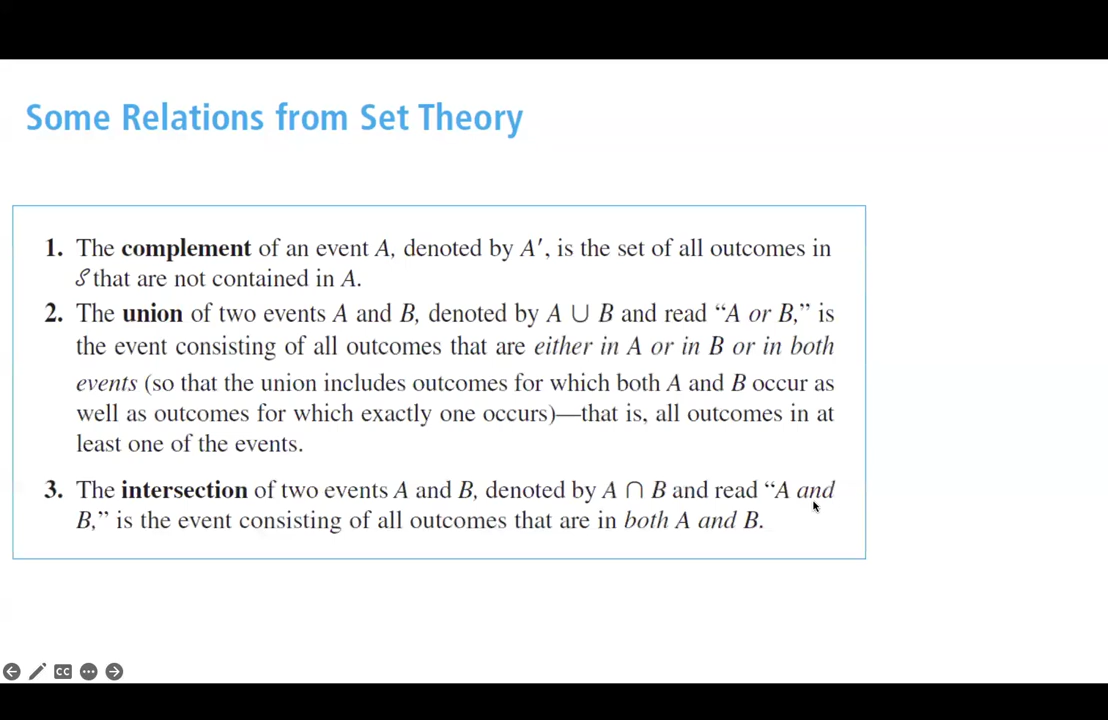 Some Relations from Set Theory
1. The complement of an event A, denoted by A′, is the set of all outcomes in
𝒮 that are not contained in A.
2. The union of two events A and B, denoted by A ∪ B and read “A or B,” is
the event consisting of all outcomes that are either in A or in B or in both
events (so that the union includes outcomes for which both A and B occur as
well as outcomes for which exactly one occurs)—that is, all outcomes in at
least one of the events.
3. The intersection of two events A and B, denoted by A ∩ B and read “A and
B,” is the event consisting of all outcomes that are in both A and B.
CC